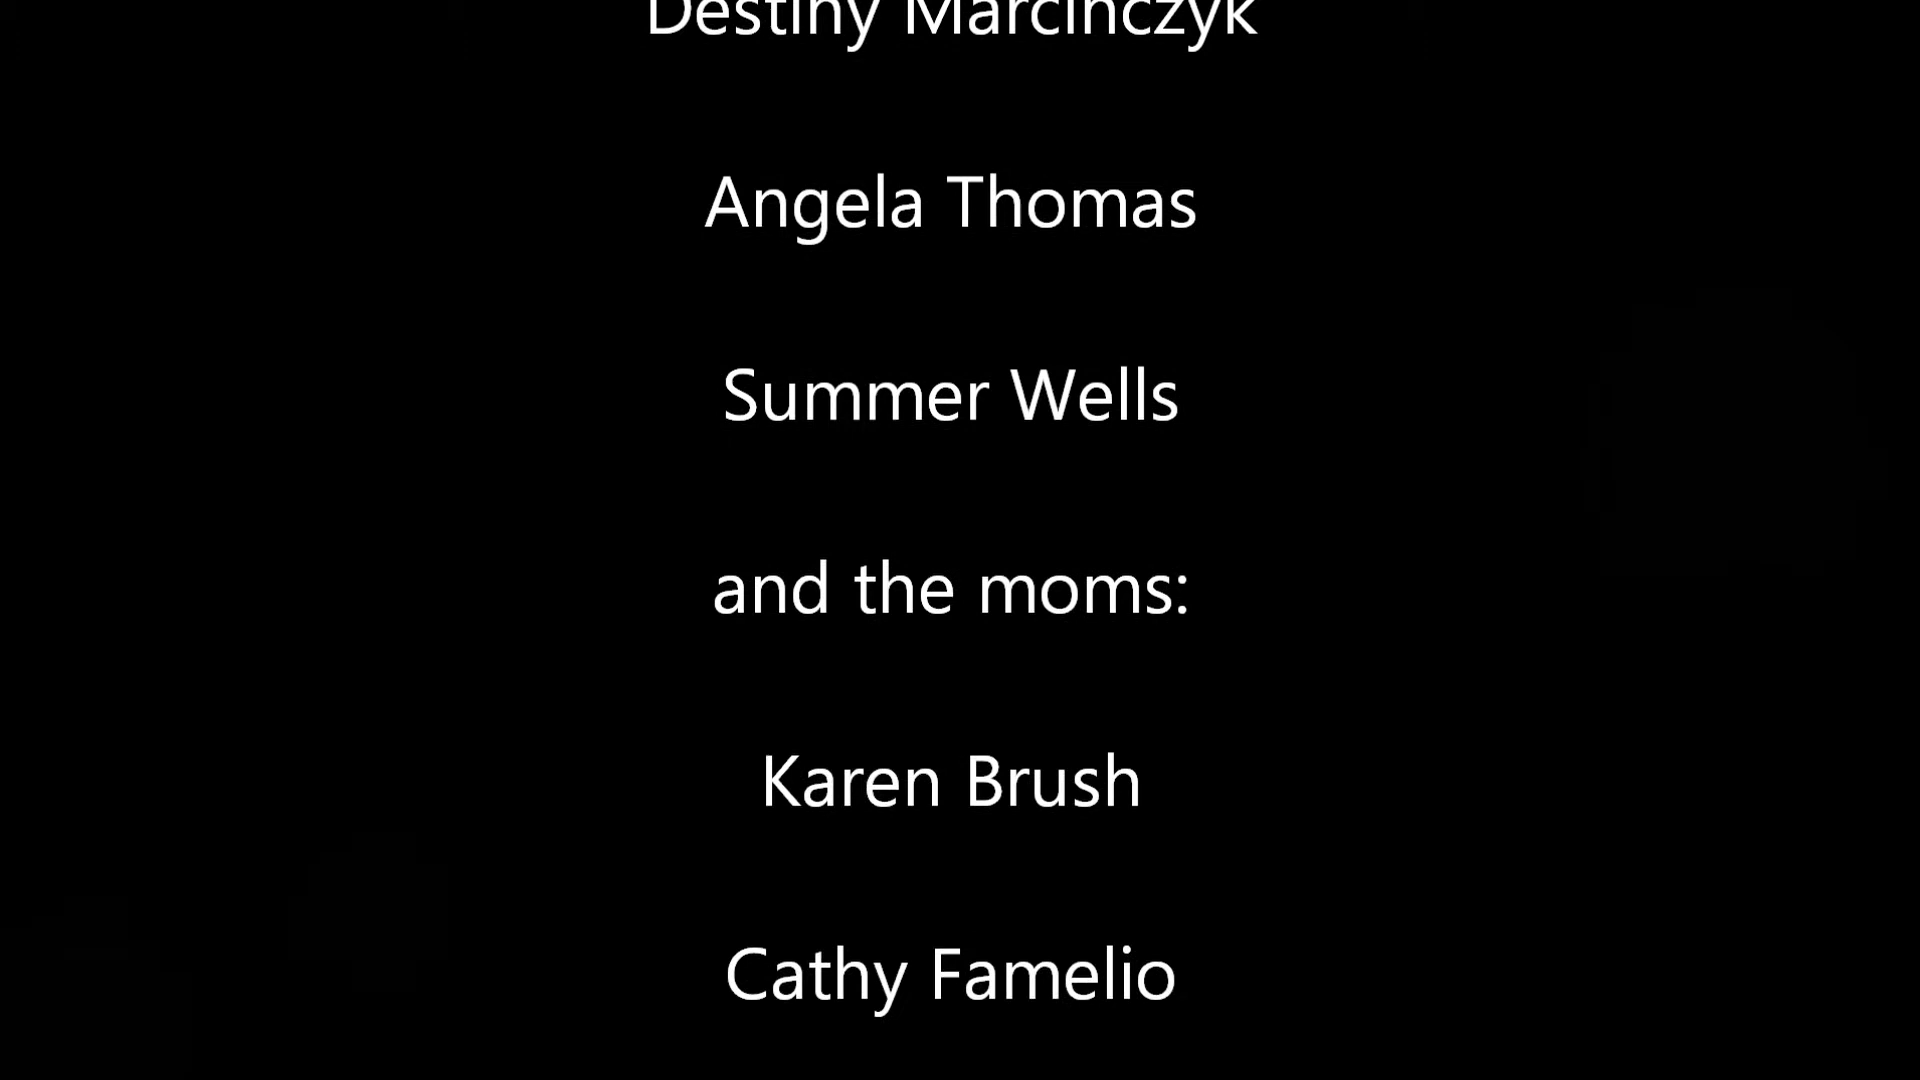 Destiny Marcinczyk
Angela Thomas
Summer Wells
and the moms:
Karen Brush
Cathy Famelio